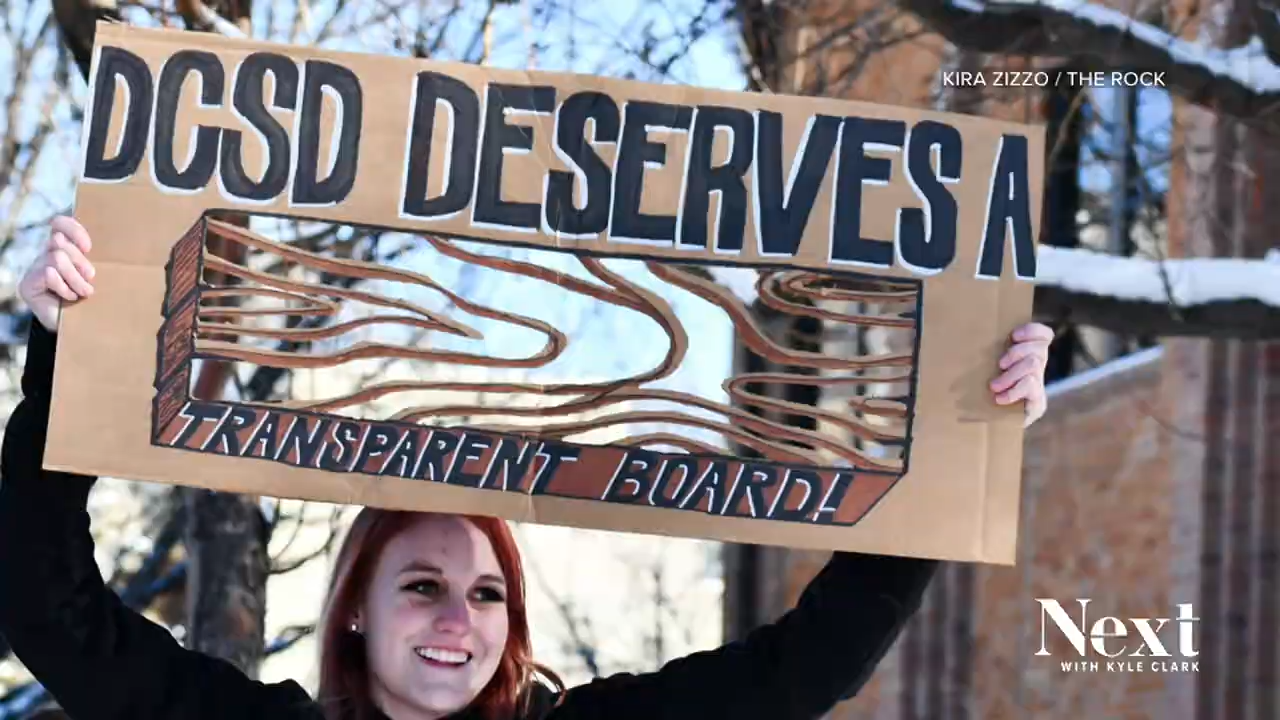 KIRA ZIZZO / THE ROCK
DCSD DESERVES A
TRANSPARENT BOARD!
Next
WITH KYLE CLARK